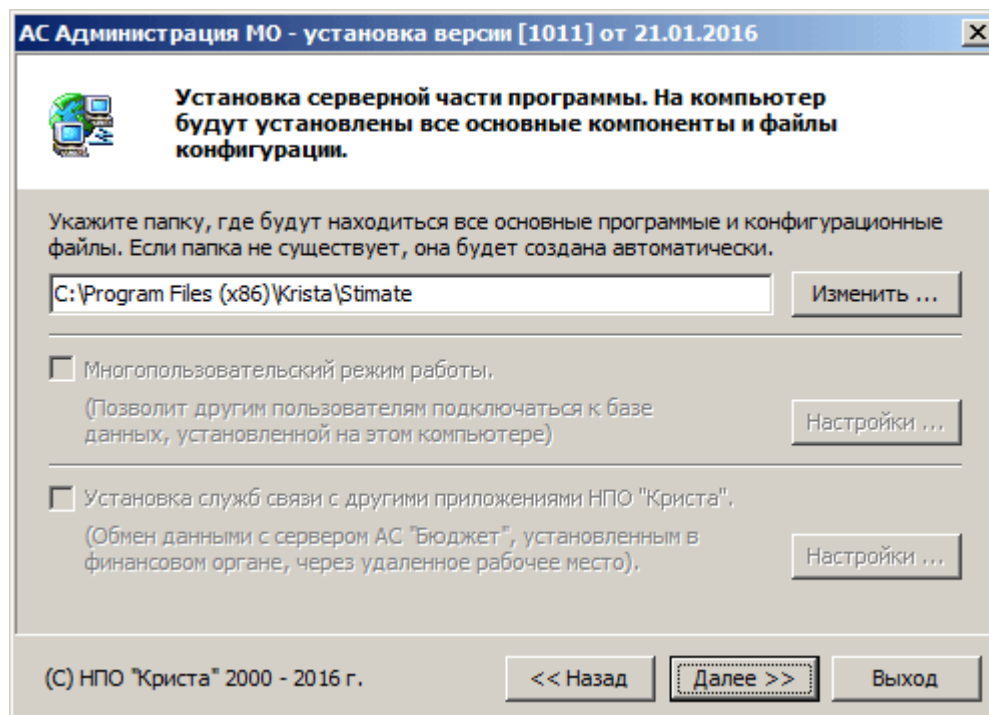 АС Администрация МО - установка версии [1011] от 21.01.2016
Установка серверной части программы. На компьютер
будут установлены все основные компоненты и файлы
конфигурации.
Укажите папку, где будут находиться все основные программые и конфигурационные
файлы. Если папка не существует, она будет создана автоматически.
C:\Program Files (x86)\Krista\Stimate
Изменить ...
Многопользовательский режим работы.
(Позволит другим пользователям подключаться к базе
данных, установленной на этом компьютере)
Настройки ...
Установка служб связи с другими приложениями НПО "Криста".
(Обмен данными с сервером АС "Бюджет", установленным в
финансовом органе, через удаленное рабочее место).
Настройки ...
(С) НПО "Криста" 2000 - 2016 г.
<< Назад
Далее >>
Выход